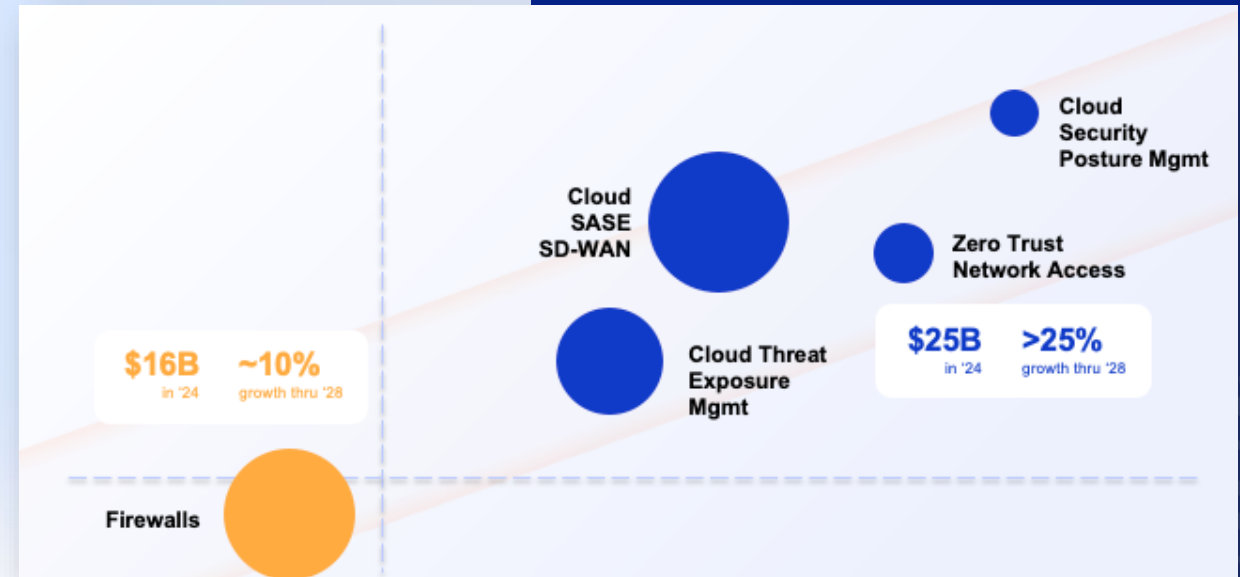 Cloud
Security
Posture Mgmt
Cloud
SASE
SD-WAN
Zero Trust
Network Access
$16B ~10%
in '24 growth thru '28
$25B >25%
in '24 growth thru '28
Cloud Threat
Exposure
Mgmt
Firewalls